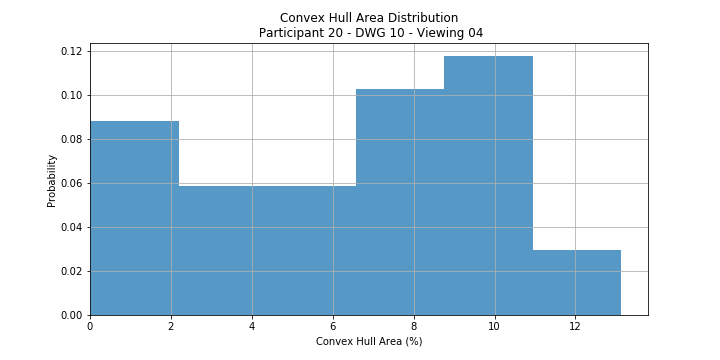 Convex Hull Area Distribution
Participant 20 - DWG 10 - Viewing 04
0.12
0.10
0.08
0.06
0.04
0.02
0.00
Probability
0 2 4 6 8 10 12
Convex Hull Area (%)